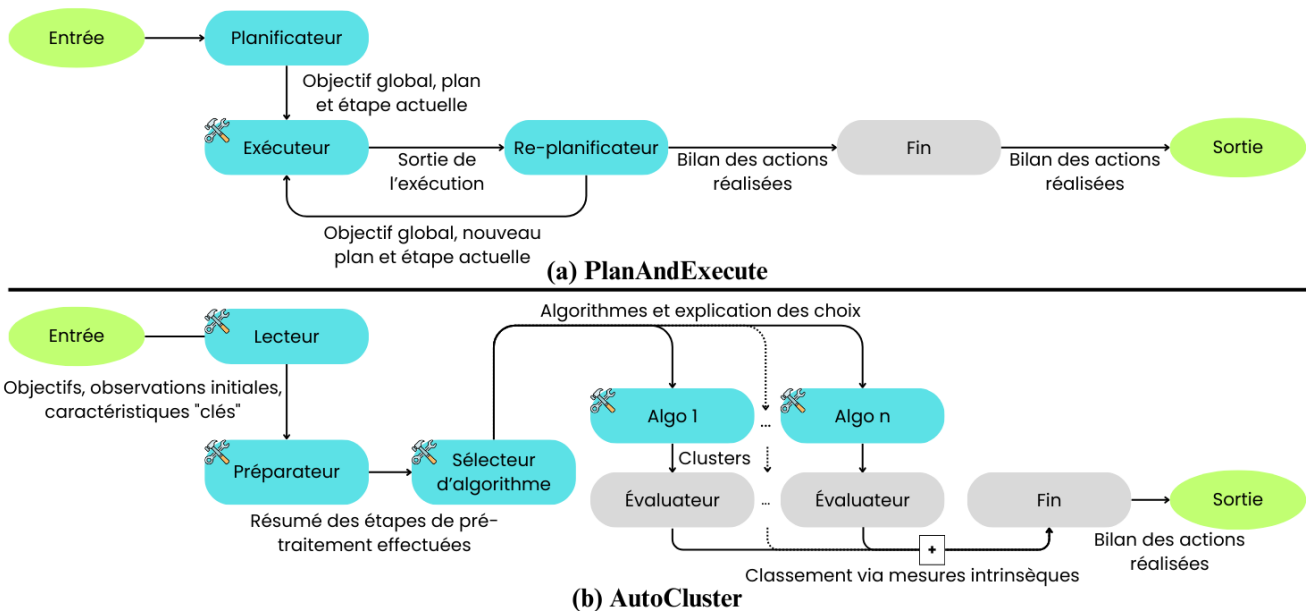 Entrée
Planificateur
Objectif global, plan
et étape actuelle
Exécuteur
Sortie de
l'exécution
Re-planificateur
Bilan des actions
réalisées
Fin
Bilan des actions
réalisées
Sortie
Objectif global, nouveau
plan et étape actuelle
(a) PlanAndExecute
Entrée
Lecteur
Objectifs, observations initiales,
caractéristiques "clés"
Préparateur
Sélecteur
d'algorithme
Résumé des étapes de pré-
traitement effectuées
Algorithmes et explication des choix
Algo 1
...
Algo n
Clusters
Évaluateur
...
Évaluateur
Fin
Sortie
+
Bilan des actions
réalisées
Classement via mesures intrinsèques
(b) AutoCluster